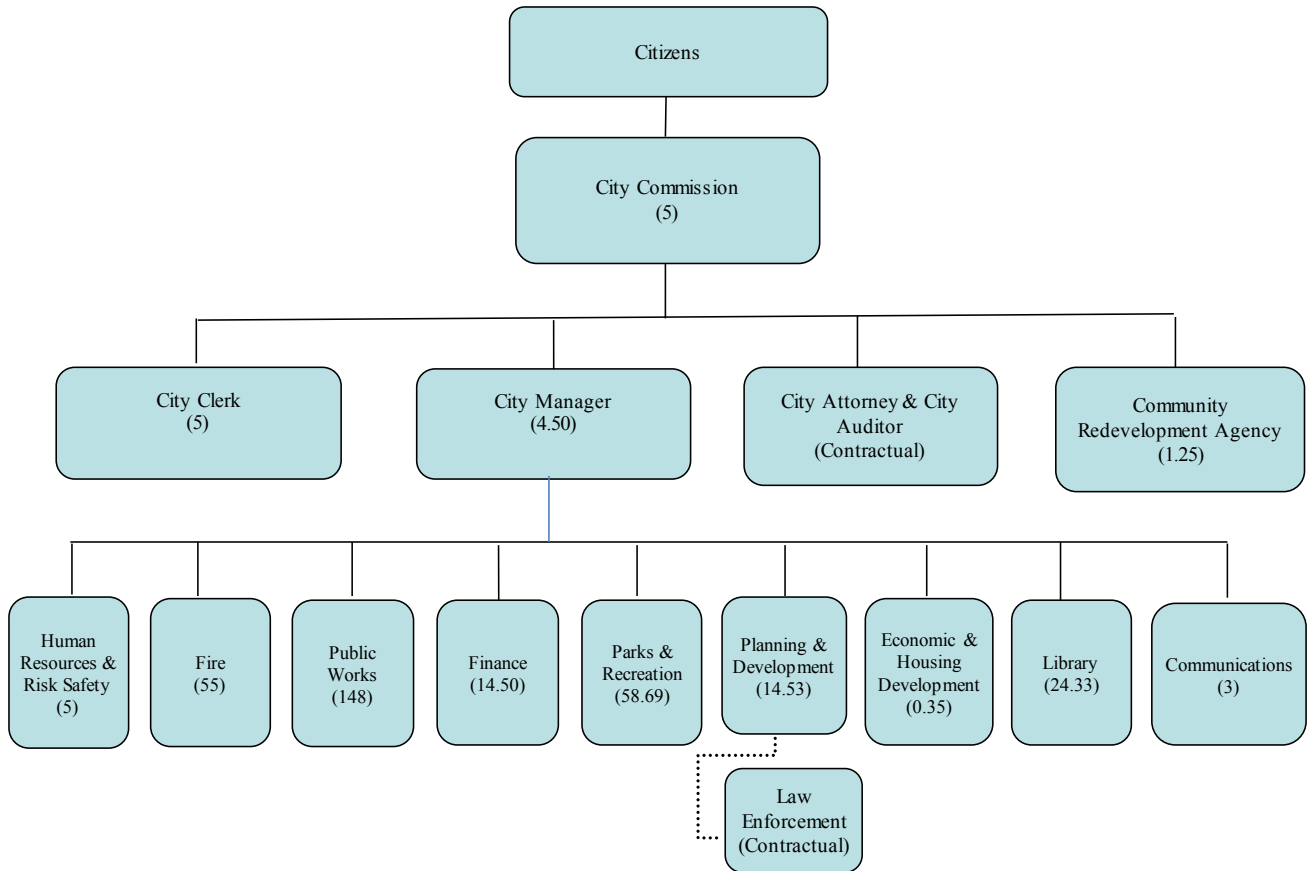 Citizens
City Commission
(5)
City Clerk
(5)
City Manager
(4.50)
City Attorney & City
Auditor
(Contractual)
Community
Redevelopment Agency
(1.25)
Human
Resources &
Risk Safety
(5)
Fire
(55)
Public
Works
(148)
Finance
(14.50)
Parks &
Recreation
(58.69)
Planning &
Development
(14.53)
Economic &
Housing
Development
(0.35)
Library
(24.33)
Communications
(3)
Law
Enforcement
(Contractual)